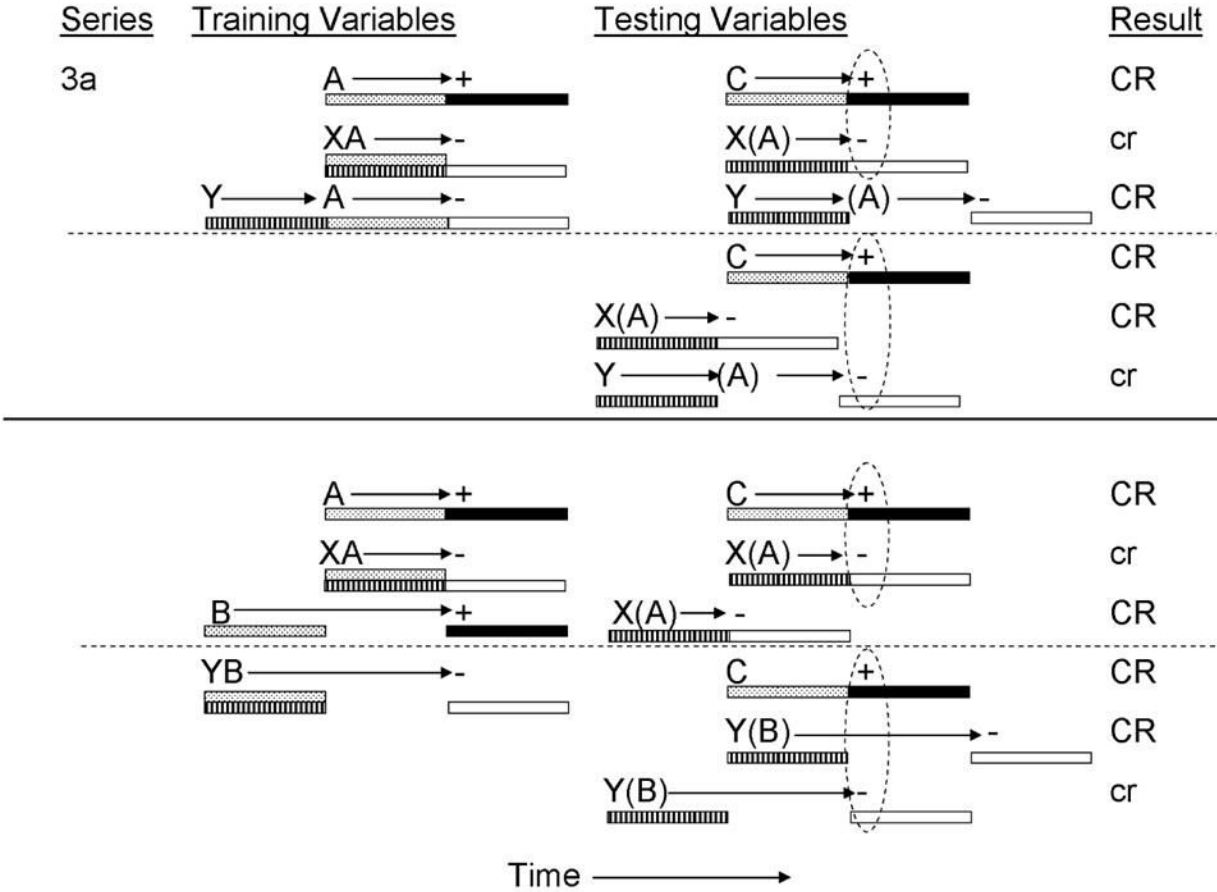 Series Training Variables Testing Variables Result
3a A + C + CR
XA - X(A) - cr
Y A - Y (A) - CR
C + CR
X(A) - CR
Y (A) - cr
A + C + CR
XA - X(A) - cr
B + X(A) - CR
YB - C + CR
Y(B) - CR
Y(B) - cr
Time